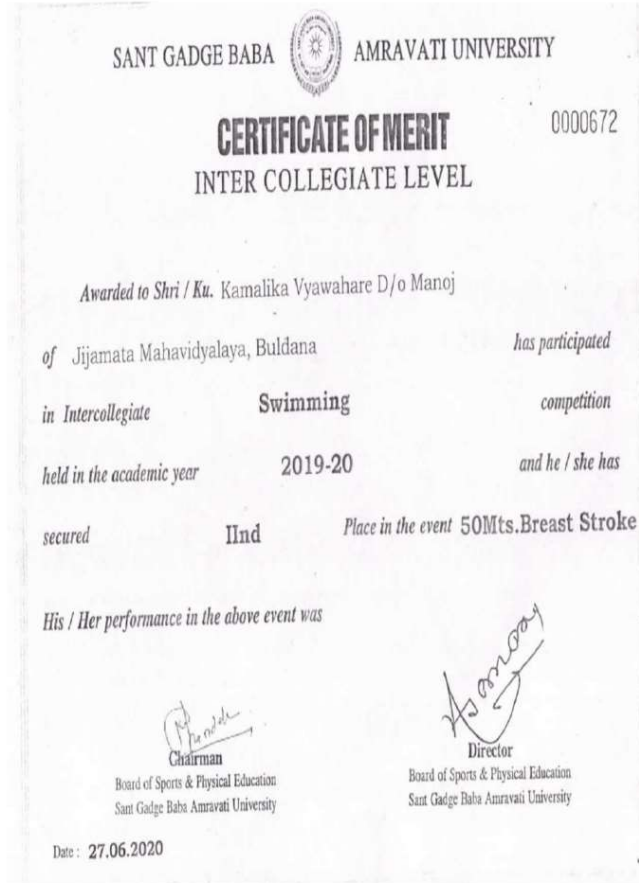 SANT GADGE BABA AMRAVATI UNIVERSITY
CERTIFICATE OF MERIT
0000672
INTER COLLEGIATE LEVEL
Awarded to Shri / Ku. Kamalika Vyawahare D/o Manoj
of Jijamata Mahavidyalaya, Buldana has participated
in Intercollegiate Swimming competition
held in the academic year 2019-20 and he / she has
secured IInd Place in the event 50Mts.Breast Stroke
His / Her performance in the above event was
Chairman
Board of Sports & Physical Education
Sant Gadge Baba Amravati University
Director
Board of Sports & Physical Education
Sant Gadge Baba Amravati University
Date : 27.06.2020